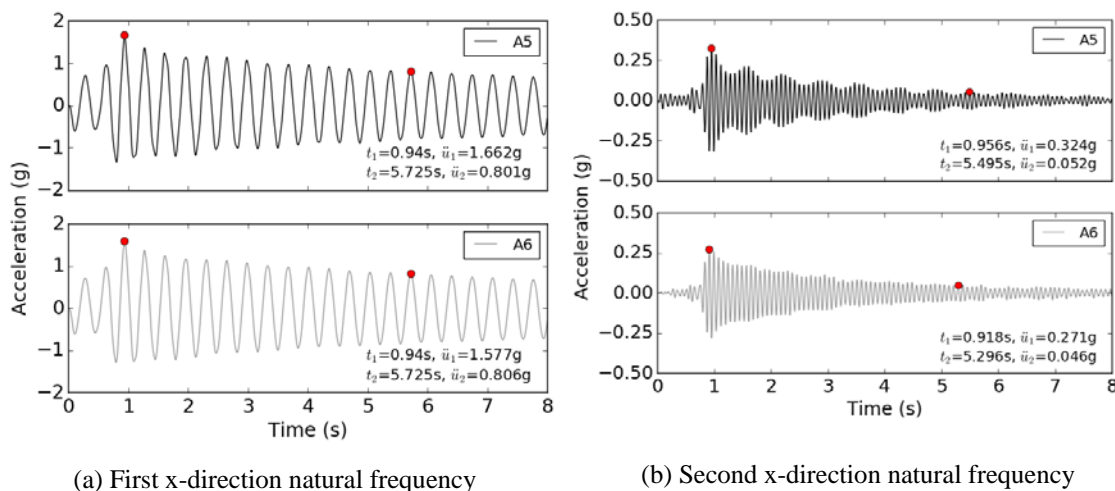 2
1
0
−1
−2
A5
t₁=0.94s, ü₁=1.662g
t₂=5.725s, ü₂=0.801g
2
1
0
−1
−2
A6
t₁=0.94s, ü₁=1.577g
t₂=5.725s, ü₂=0.806g
0 1 2 3 4 5 6 7 8
Time (s)
Acceleration (g)
(a) First x-direction natural frequency
0.50
0.25
0.00
−0.25
−0.50
A5
t₁=0.956s, ü₁=0.324g
t₂=5.495s, ü₂=0.052g
0.50
0.25
0.00
−0.25
−0.50
A6
t₁=0.918s, ü₁=0.271g
t₂=5.296s, ü₂=0.046g
0 1 2 3 4 5 6 7 8
Time (s)
Acceleration (g)
(b) Second x-direction natural frequency